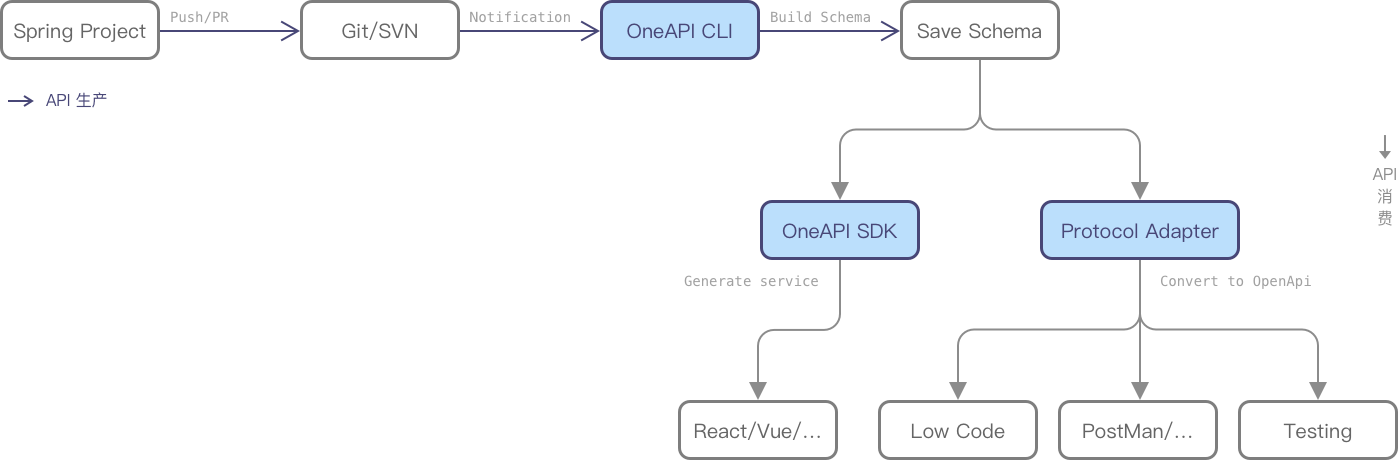 Spring Project
Push/PR
Git/SVN
Notification
OneAPI CLI
Build Schema
Save Schema
API 生产
API
消
费
OneAPI SDK
Protocol Adapter
Generate service
Convert to OpenApi
React/Vue/...
Low Code
PostMan/...
Testing